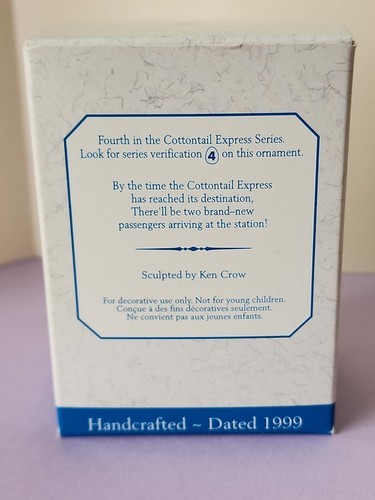 Fourth in the Cottontail Express Series.
Look for series verification 4 on this ornament.
By the time the Cottontail Express
has reached its destination,
There'll be two brand–new
passengers arriving at the station!
Sculpted by Ken Crow
For decorative use only. Not for young children.
Conçue à des fins décoratives seulement.
Ne convient pas aux jeunes enfants.
Handcrafted ~ Dated 1999